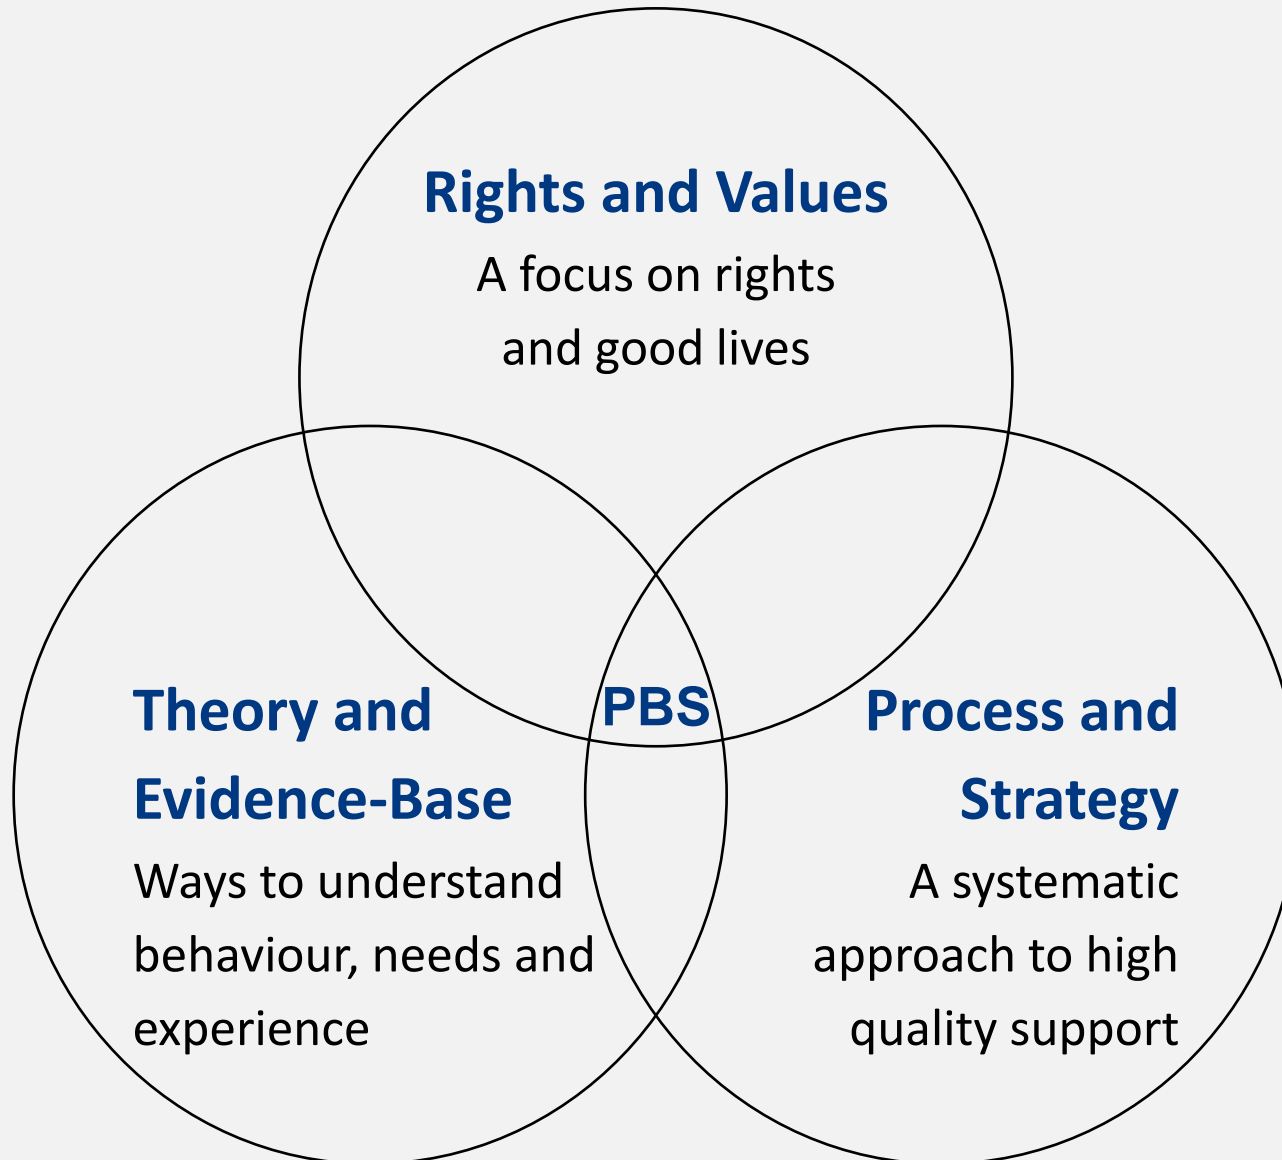 Rights and Values
A focus on rights
and good lives
PBS
Theory and
Evidence-Base
Ways to understand
behaviour, needs and
experience
Process and
Strategy
A systematic
approach to high
quality support